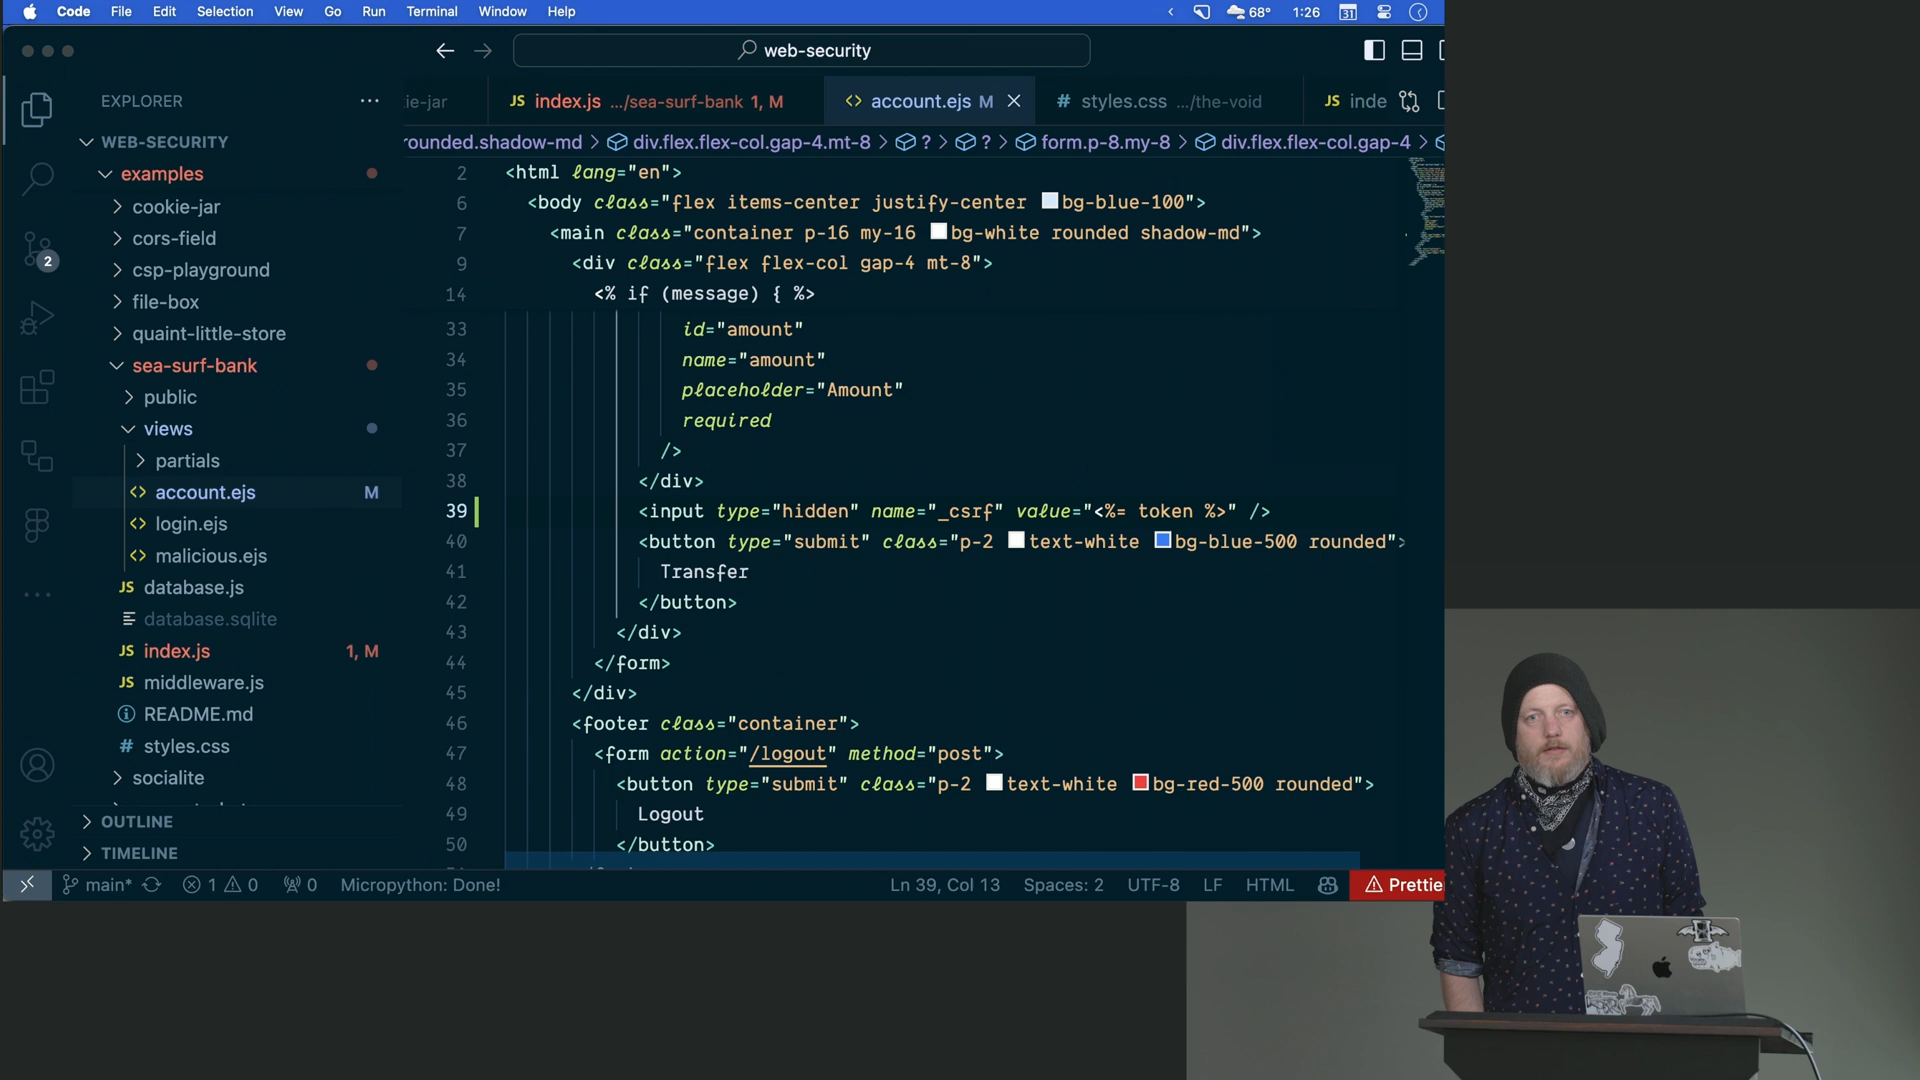 Code File Edit Selection View Go Run Terminal Window Help 68° 1:26 31
web-security
EXPLORER
ie-jar JS index.js .../sea-surf-bank 1, M <> account.ejs M # styles.css .../the-void JS inde
rounded.shadow-md > div.flex.flex-col.gap-4.mt-8 > ? > ? > form.p-8.my-8 > div.flex.flex-col.gap-4 >
WEB-SECURITY
examples
cookie-jar
cors-field
csp-playground
file-box
quaint-little-store
sea-surf-bank
public
views
partials
<> account.ejs M
<> login.ejs
<> malicious.ejs
JS database.js
database.sqlite
JS index.js 1, M
JS middleware.js
README.md
# styles.css
socialite
OUTLINE
TIMELINE
2
2 <html lang="en">
6 <body class="flex items-center justify-center bg-blue-100">
7 <main class="container p-16 my-16 bg-white rounded shadow-md">
9 <div class="flex flex-col gap-4 mt-8">
14 <% if (message) { %>
33 id="amount"
34 name="amount"
35 placeholder="Amount"
36 required
37 />
38 </div>
39 <input type="hidden" name="_csrf" value="<%= token %>" />
40 <button type="submit" class="p-2 text-white bg-blue-500 rounded">
41 Transfer
42 </button>
43 </div>
44 </form>
45 </div>
46 <footer class="container">
47 <form action="/logout" method="post">
48 <button type="submit" class="p-2 text-white bg-red-500 rounded">
49 Logout
50 </button>
main* 1 0 0 Micropython: Done! Ln 39, Col 13 Spaces: 2 UTF-8 LF HTML Prettie